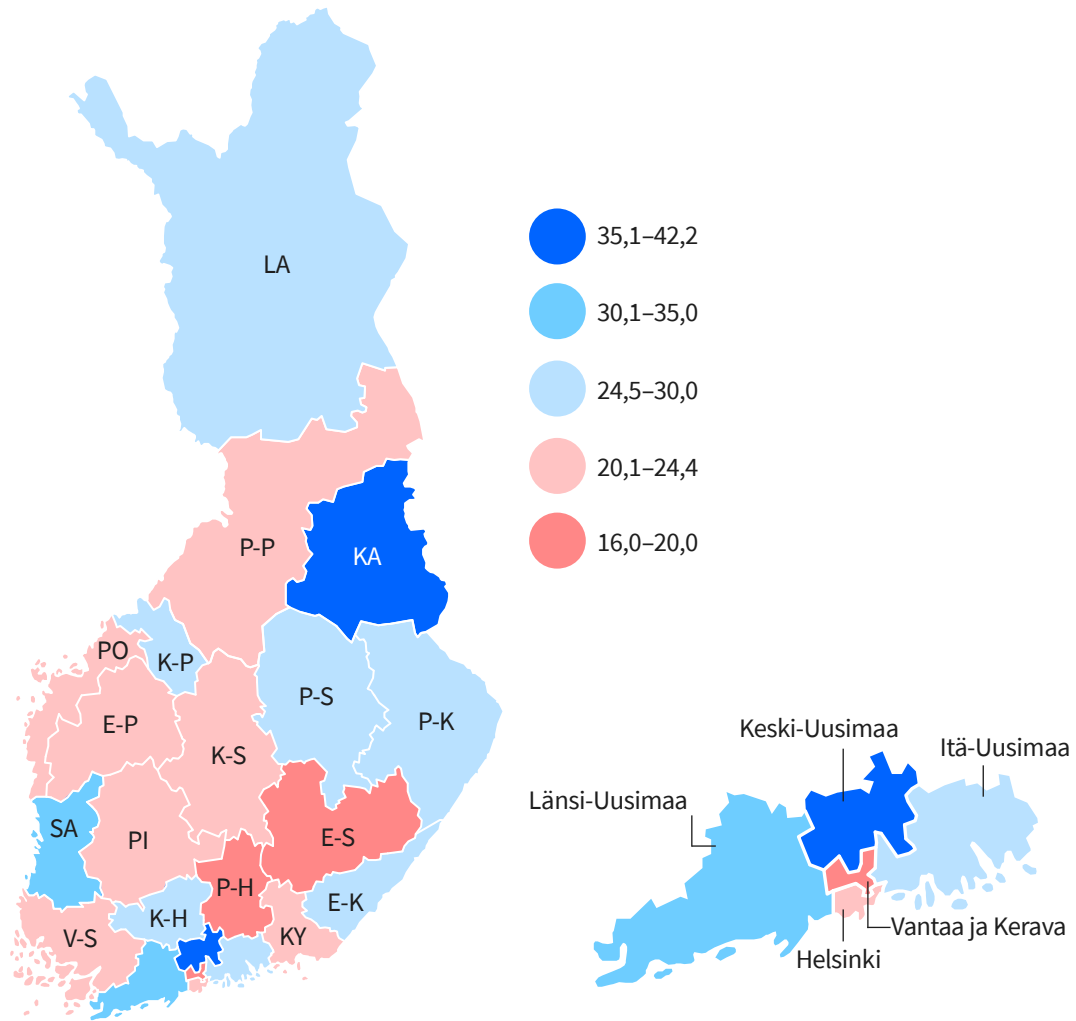 LA
35,1–42,2
30,1–35,0
24,5–30,0
20,1–24,4
16,0–20,0
P-P
KA
PO
K-P
P-S
P-K
E-P
K-S
SA
PI
E-S
P-H
E-K
K-H
V-S
KY
Keski-Uusimaa
Itä-Uusimaa
Länsi-Uusimaa
Vantaa ja Kerava
Helsinki